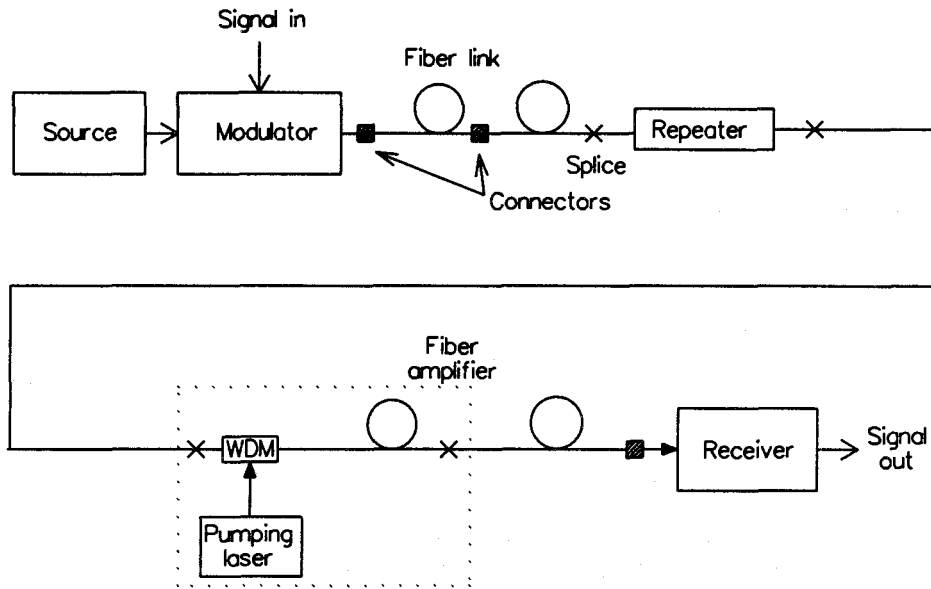 Signal in
Fiber link
Source
Modulator
Repeater
Splice
Connectors
Fiber
amplifier
WDM
Receiver
Signal
out
Pumping
laser